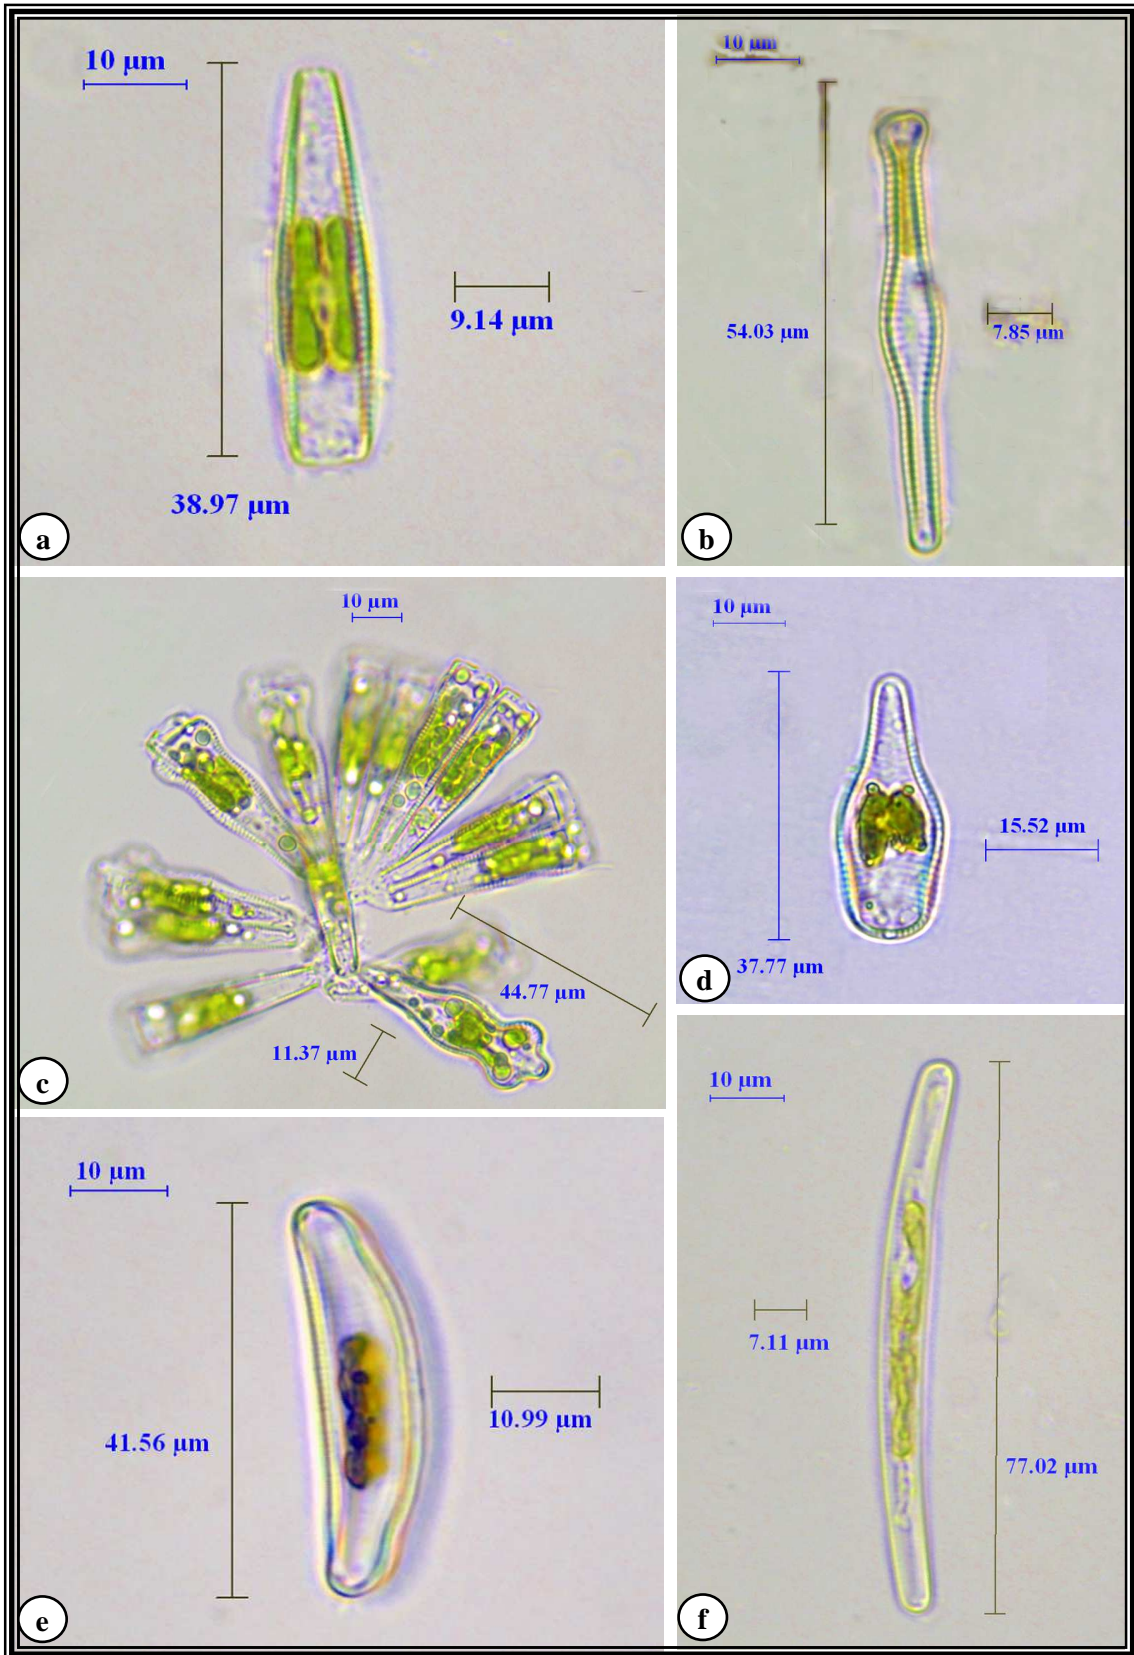 10 µm
9.14 µm
38.97 µm
a
10 µm
54.03 µm
7.85 µm
b
10 µm
44.77 µm
11.37 µm
c
10 µm
15.52 µm
37.77 µm
d
10 µm
10.99 µm
41.56 µm
e
10 µm
7.11 µm
77.02 µm
f